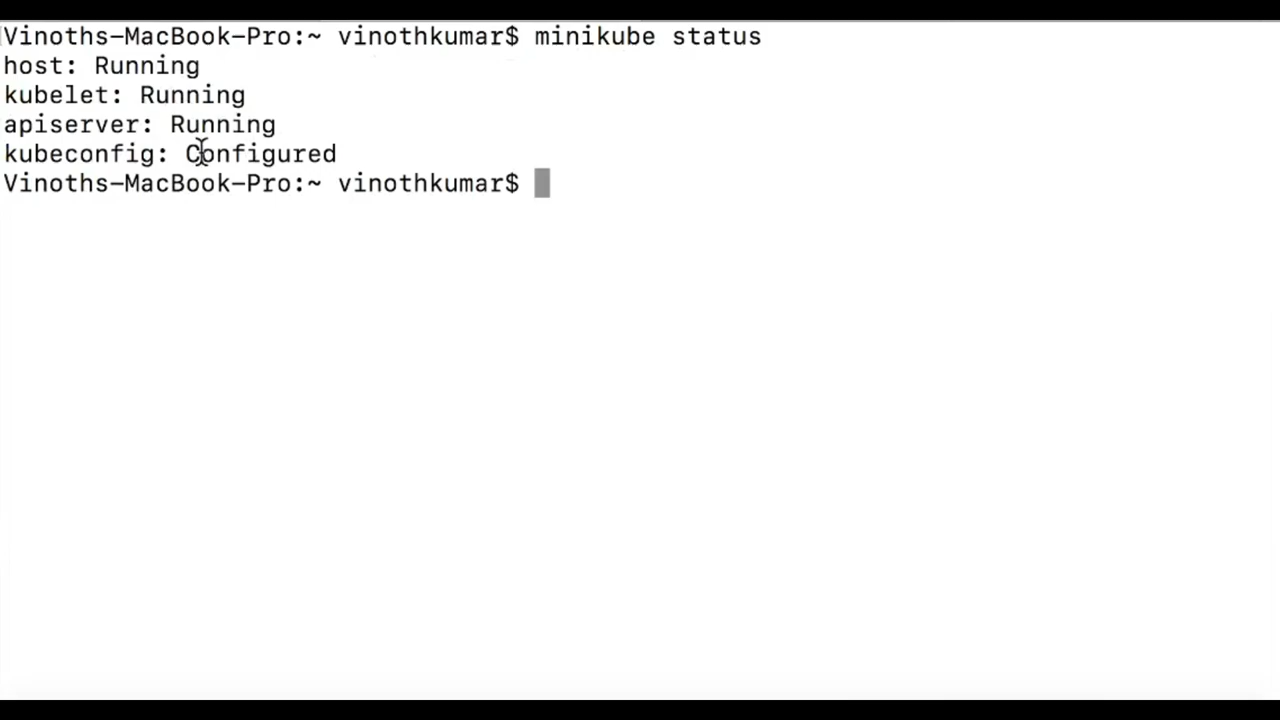 Vinoths-MacBook-Pro:~ vinothkumar$ minikube status
host: Running
kubelet: Running
apiserver: Running
kubeconfig: Configured
Vinoths-MacBook-Pro:~ vinothkumar$